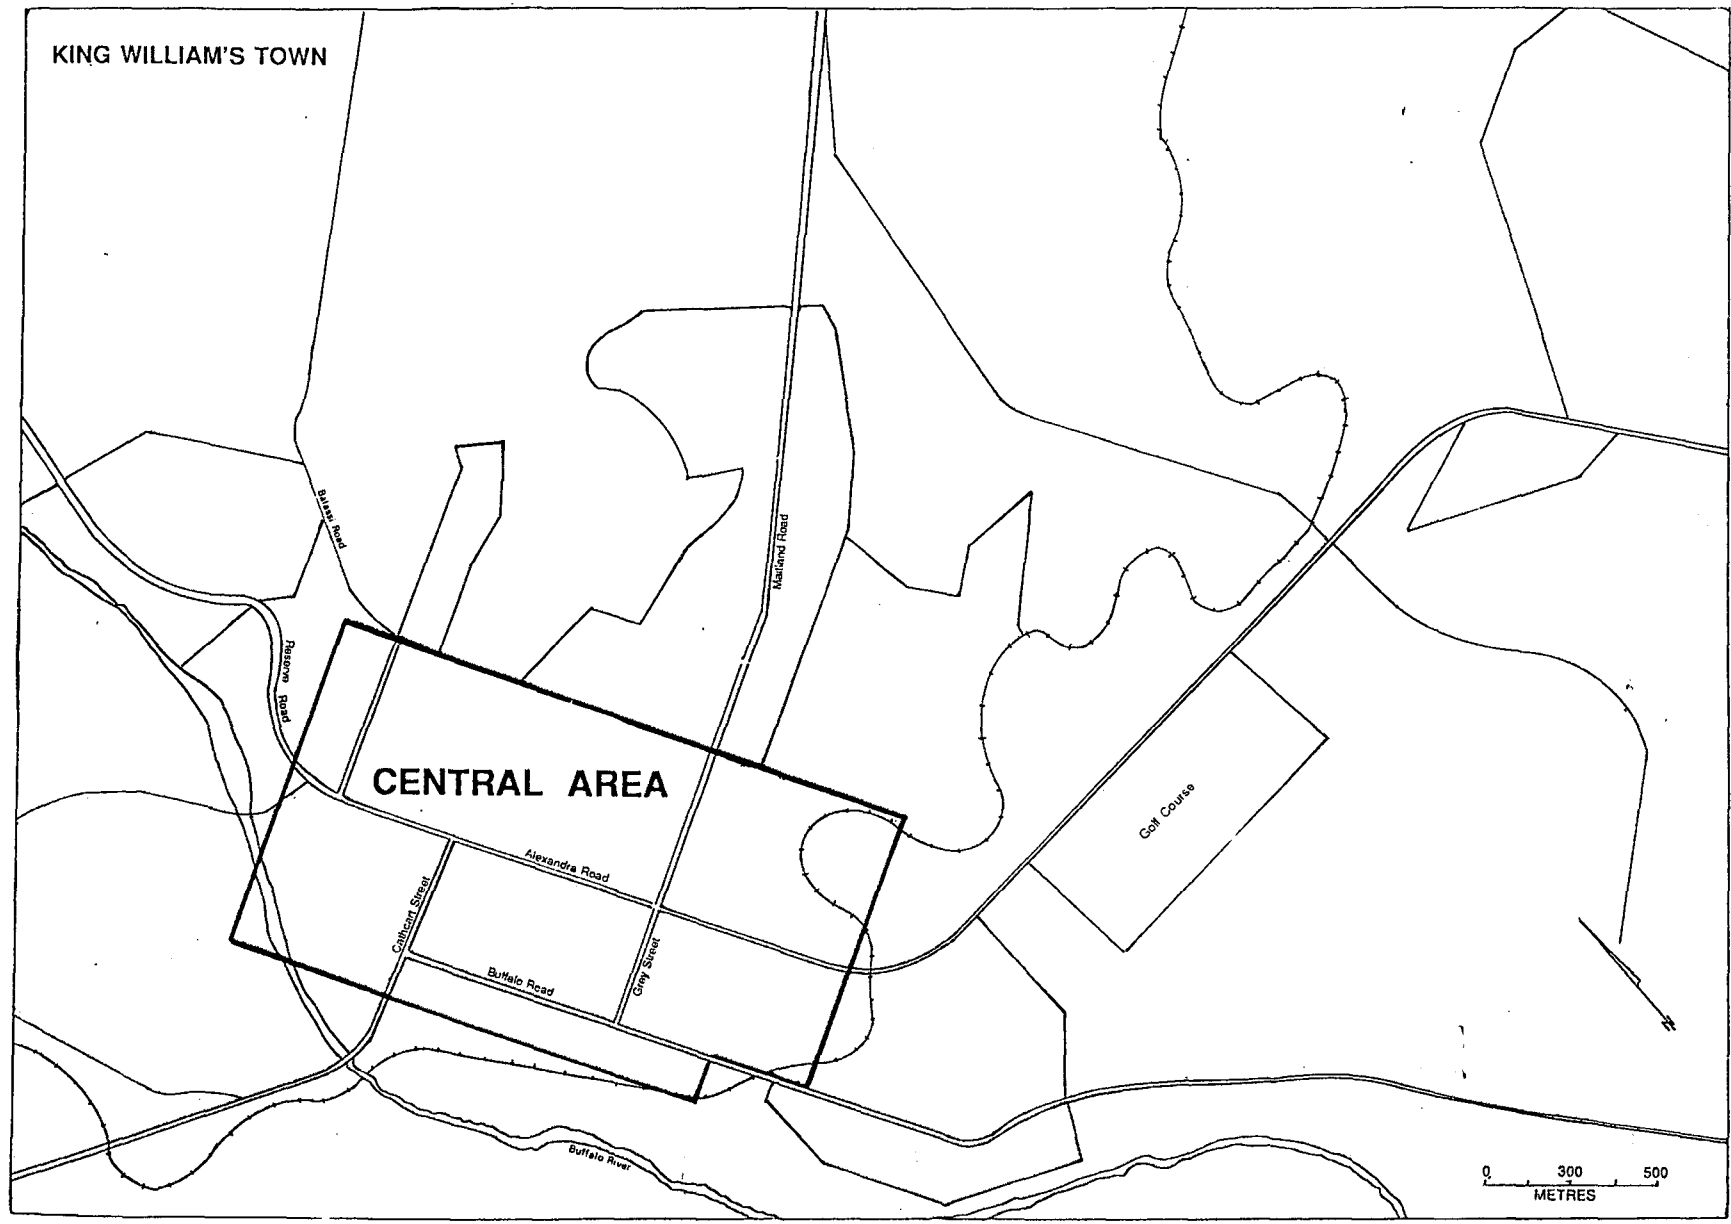 KING WILLIAM'S TOWN
Balassi Road
Maitland Road
Reserve Road
CENTRAL AREA
Golf Course
Alexandra Road
Cathcart Street
Grey Street
Buffalo Road
N
Buffalo River
0 300 500
METRES